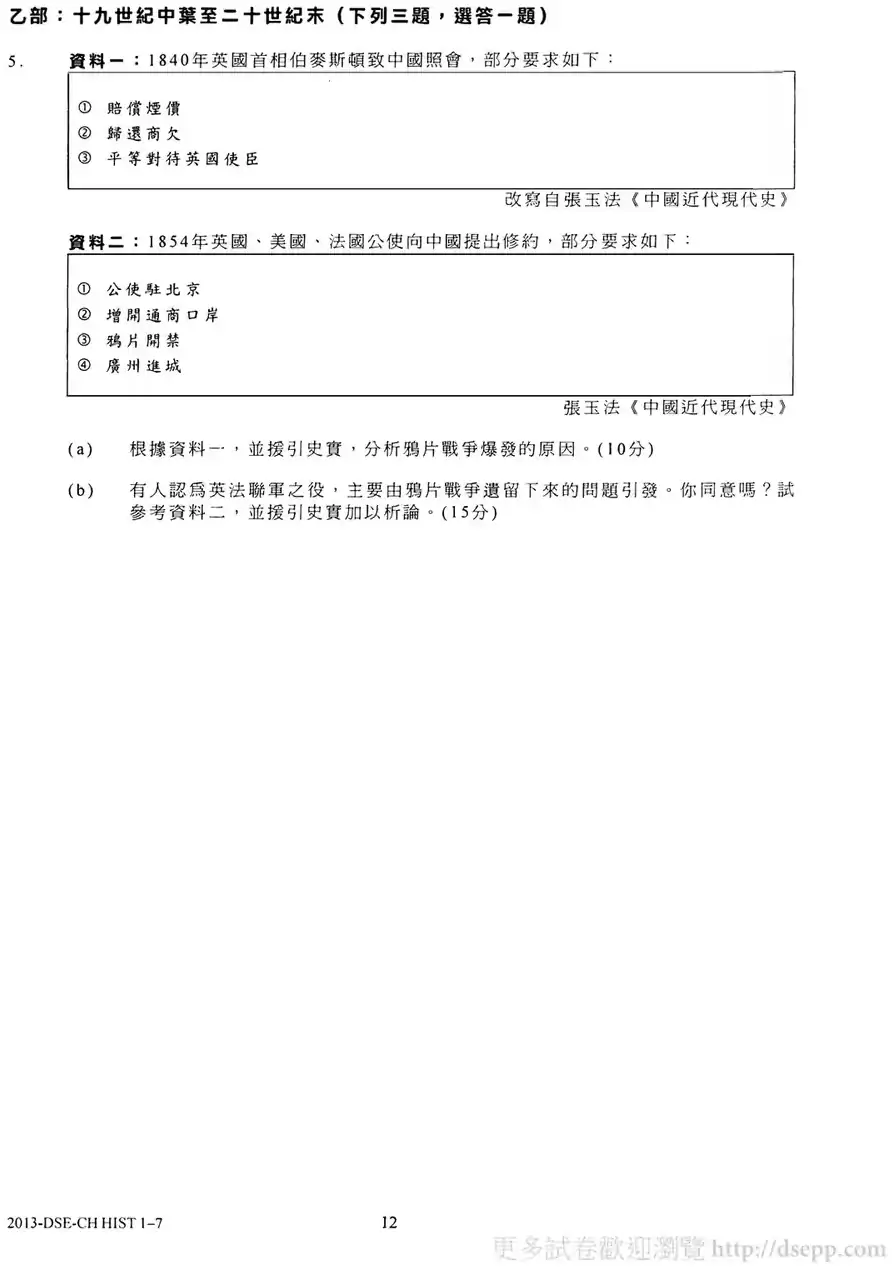 乙部：十九世紀中葉至二十世紀末（下列三題，選答一題）
5. 資料一：1840年英國首相伯麥斯頓致中國照會，部分要求如下：
① 賠償煙價
② 歸還商欠
③ 平等對待英國使臣
改寫自張玉法《中國近代現代史》
資料二：1854年英國、美國、法國公使向中國提出修約，部分要求如下：
① 公使駐北京
② 增開通商口岸
③ 鴉片開禁
④ 廣州進城
張玉法《中國近代現代史》
(a) 根據資料一，並援引史實，分析鴉片戰爭爆發的原因。(10分)
(b) 有人認爲英法聯軍之役，主要由鴉片戰爭遺留下來的問題引發。你同意嗎？試
參考資料二，並援引史實加以析論。(15分)
2013-DSE-CH HIST 1–7 12
更多試卷歡迎瀏覽 http://dsepp.com